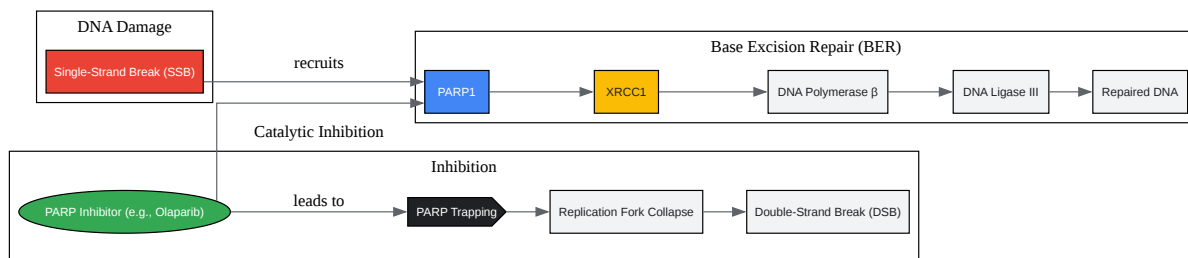 DNA Damage
Single-Strand Break (SSB)
recruits
Base Excision Repair (BER)
PARP1
XRCC1
DNA Polymerase β
DNA Ligase III
Repaired DNA
Catalytic Inhibition
Inhibition
PARP Inhibitor (e.g., Olaparib)
leads to
PARP Trapping
Replication Fork Collapse
Double-Strand Break (DSB)